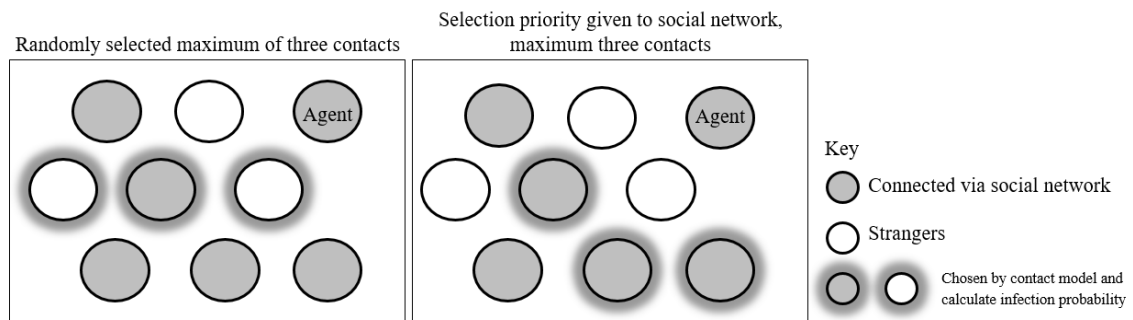 Randomly selected maximum of three contacts
Selection priority given to social network,
maximum three contacts
Agent
Agent
Key
Connected via social network
Strangers
Chosen by contact model and
calculate infection probability